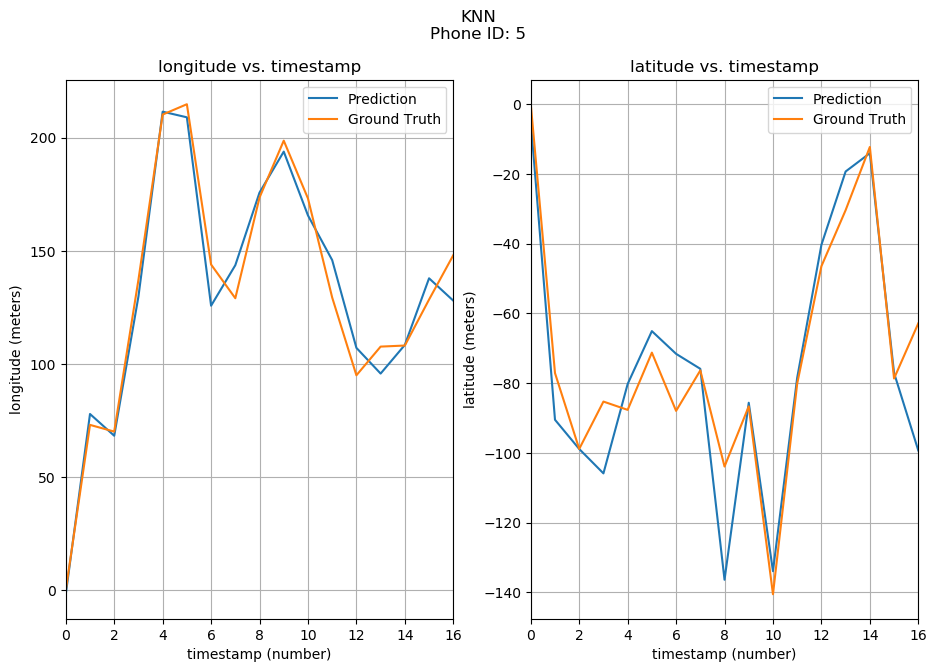 KNN
Phone ID: 5
longitude vs. timestamp
longitude (meters)
200
150
100
50
0
0 2 4 6 8 10 12 14 16
timestamp (number)
Prediction
Ground Truth
latitude vs. timestamp
latitude (meters)
0
−20
−40
−60
−80
−100
−120
−140
0 2 4 6 8 10 12 14 16
timestamp (number)
Prediction
Ground Truth